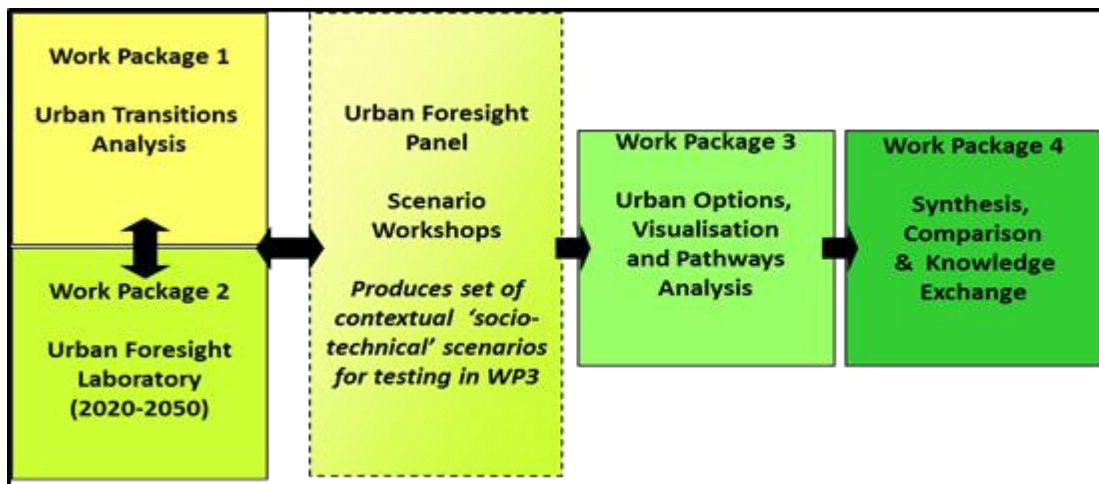 Work Package 1
Urban Transitions
Analysis
Work Package 2
Urban Foresight
Laboratory
(2020-2050)
Urban Foresight
Panel
Scenario
Workshops
Produces set of
contextual ‘socio-
technical’ scenarios
for testing in WP3
Work Package 3
Urban Options,
Visualisation
and Pathways
Analysis
Work Package 4
Synthesis,
Comparison
& Knowledge
Exchange